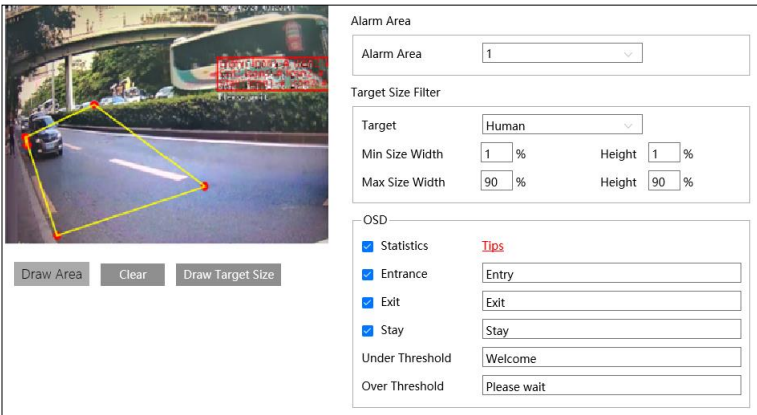 Alarm Area
Alarm Area 1
Target Size Filter
Target Human
Min Size Width 1 % Height 1 %
Max Size Width 90 % Height 90 %
OSD
Statistics Tips
Entrance Entry
Exit Exit
Stay Stay
Under Threshold Welcome
Over Threshold Please wait
Draw Area Clear Draw Target Size